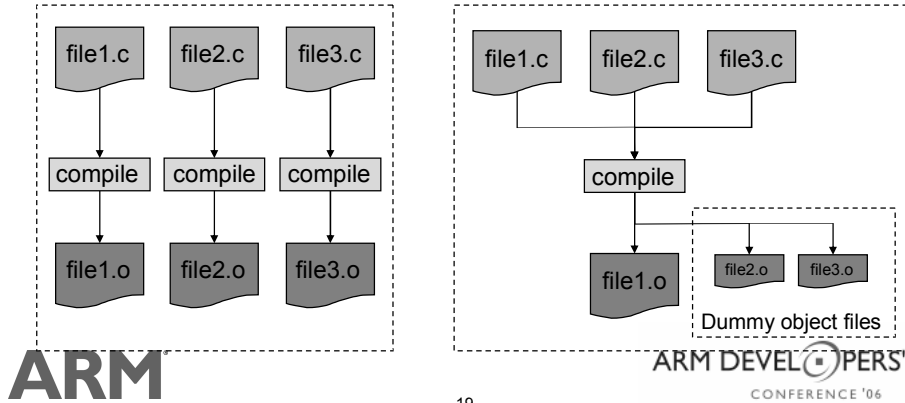 file1.c file2.c file3.c
compile compile compile
file1.o file2.o file3.o
file1.c file2.c file3.c
compile
file1.o file2.o file3.o
Dummy object files
ARM
19
ARM DEVELOPERS'
CONFERENCE '06